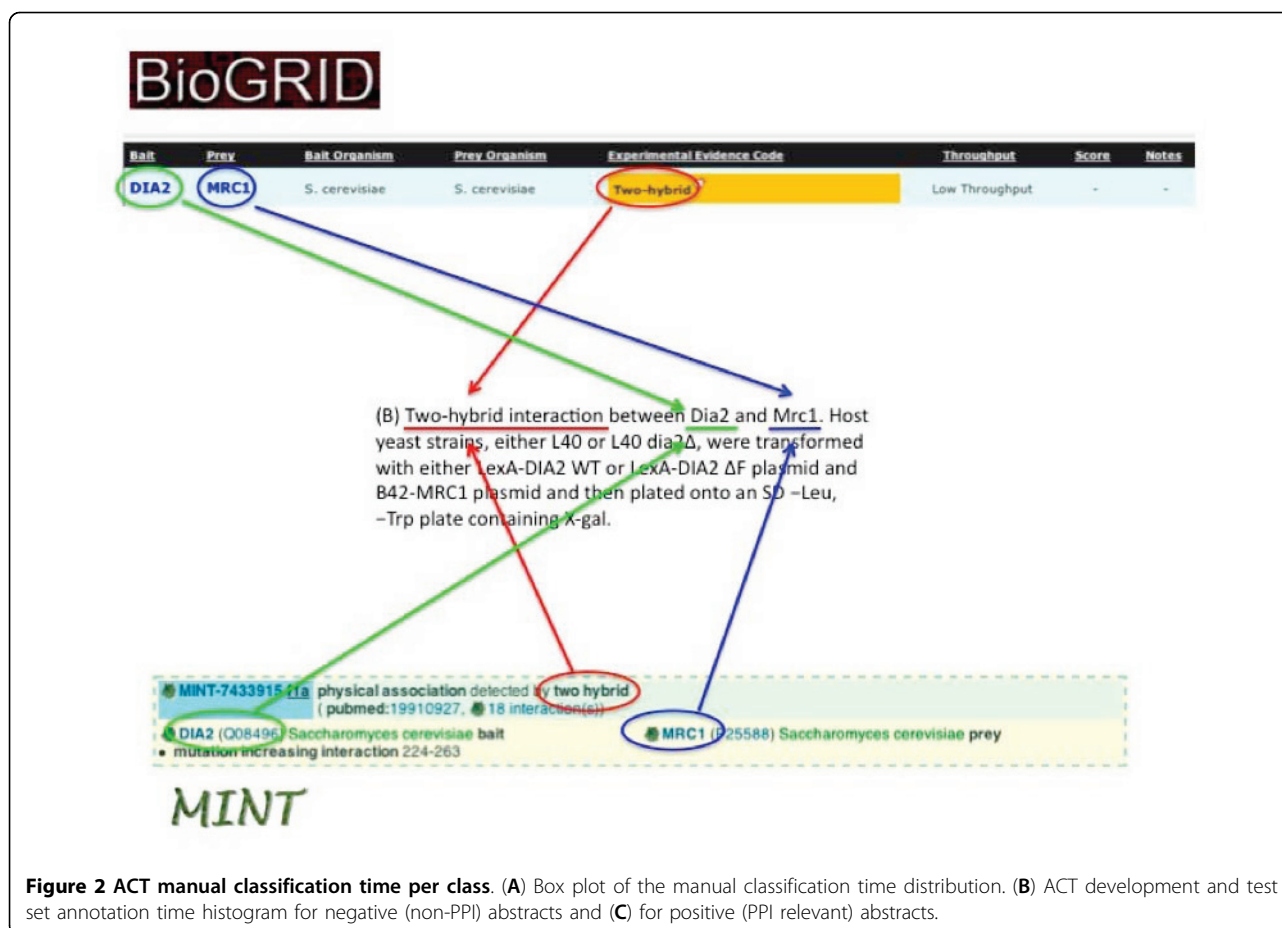 BioGRID
Bait Prey Bait Organism Prey Organism Experimental Evidence Code Throughput Score Notes
DIA2 MRC1 S. cerevisiae S. cerevisiae Two-hybrid Low Throughput - -
(B) Two-hybrid interaction between Dia2 and Mrc1. Host
yeast strains, either L40 or L40 dia2Δ, were transformed
with either LexA-DIA2 WT or LexA-DIA2 ΔF plasmid and
B42-MRC1 plasmid and then plated onto an SD –Leu,
–Trp plate containing X-gal.
MINT-7433915 physical association detected by two hybrid
( pubmed:19910927, 18 interaction(s))
DIA2 (Q08496) Saccharomyces cerevisiae bait MRC1 (P25588) Saccharomyces cerevisiae prey
• mutation increasing interaction 224-263
MINT
Figure 2 ACT manual classification time per class. (A) Box plot of the manual classification time distribution. (B) ACT development and test
set annotation time histogram for negative (non-PPI) abstracts and (C) for positive (PPI relevant) abstracts.